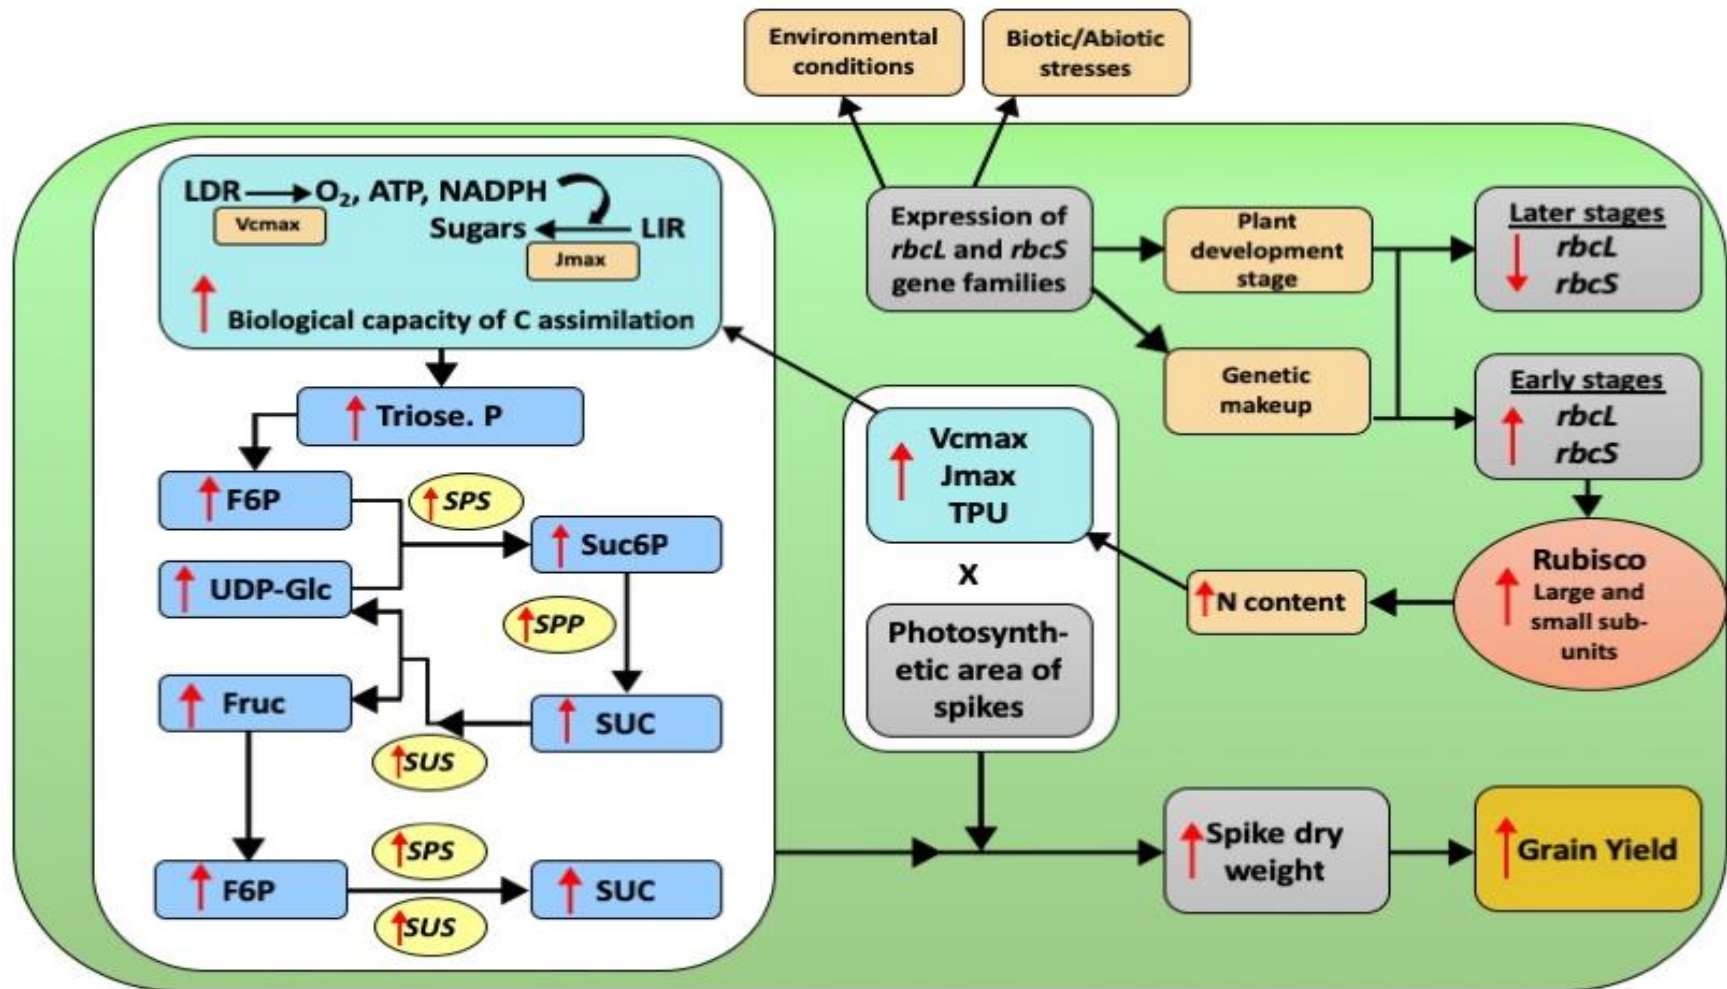 Environmental
conditions
Biotic/Abiotic
stresses
LDR O₂, ATP, NADPH
Vcmax
Sugars LIR
Jmax
Biological capacity of C assimilation
Triose. P
F6P
SPS
UDP-Glc
Suc6P
SPP
Fruc
SUC
SUS
F6P
SPS
SUS
SUC
Expression of
rbcL and rbcS
gene families
Plant
development
stage
Genetic
makeup
Later stages
rbcL
rbcS
Early stages
rbcL
rbcS
Rubisco
Large and
small sub-
units
N content
Vcmax
Jmax
TPU
X
Photosynth-
etic area of
spikes
Spike dry
weight
Grain Yield